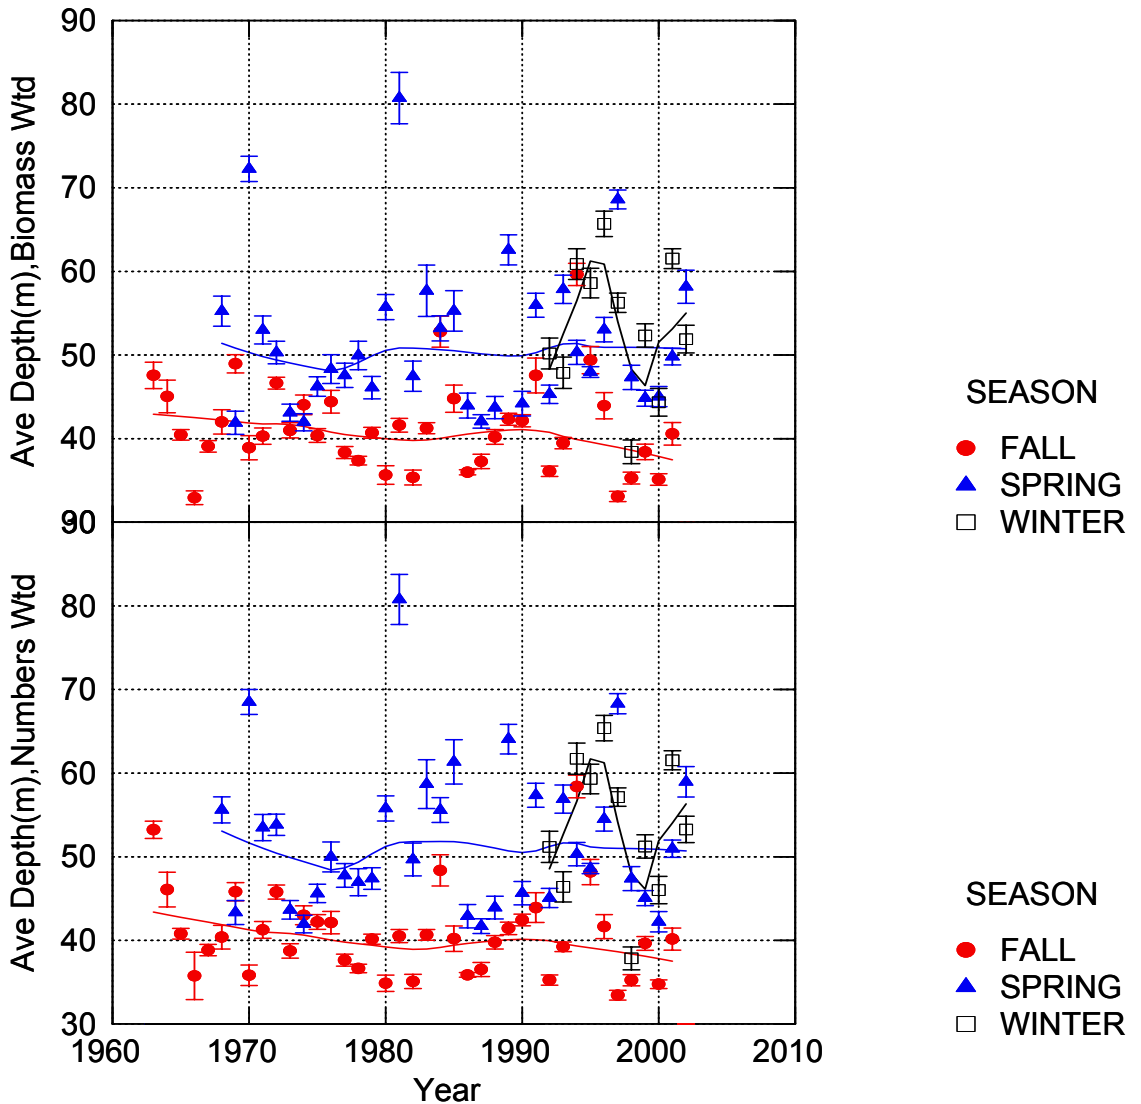 90
80
70
60
50
40
30
Ave Depth(m),Biomass Wtd
SEASON
FALL
SPRING
WINTER
90
80
70
60
50
40
30
Ave Depth(m),Numbers Wtd
1960 1970 1980 1990 2000 2010
Year
SEASON
FALL
SPRING
WINTER